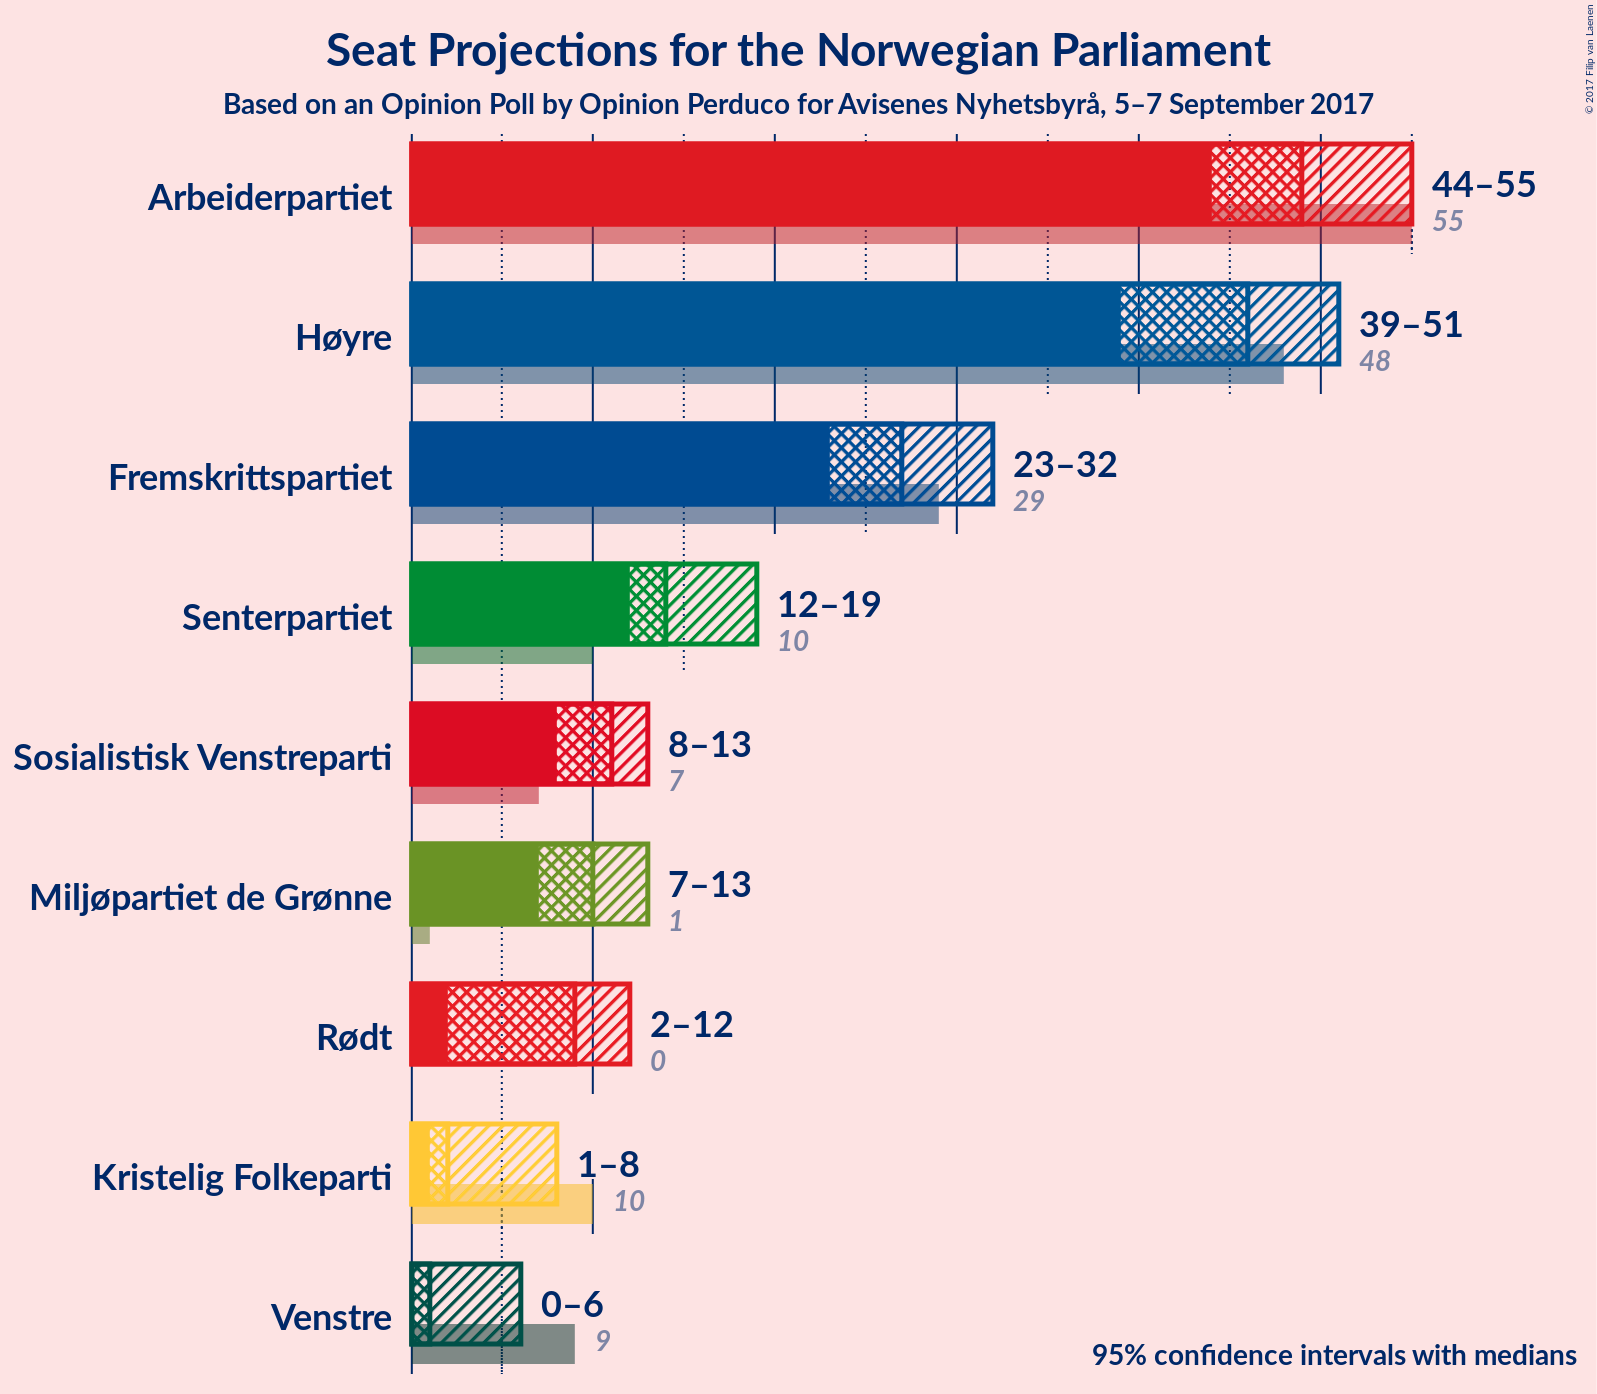 Seat Projections for the Norwegian Parliament
Based on an Opinion Poll by Opinion Perduco for Avisenes Nyhetsbyrå, 5–7 September 2017
© 2017 Filip van Laenen
Arbeiderpartiet
44–55
55
Høyre
39–51
48
Fremskrittspartiet
23–32
29
Senterpartiet
12–19
10
Sosialistisk Venstreparti
8–13
7
Miljøpartiet de Grønne
7–13
1
Rødt
2–12
0
Kristelig Folkeparti
1–8
10
Venstre
0–6
9
95% confidence intervals with medians